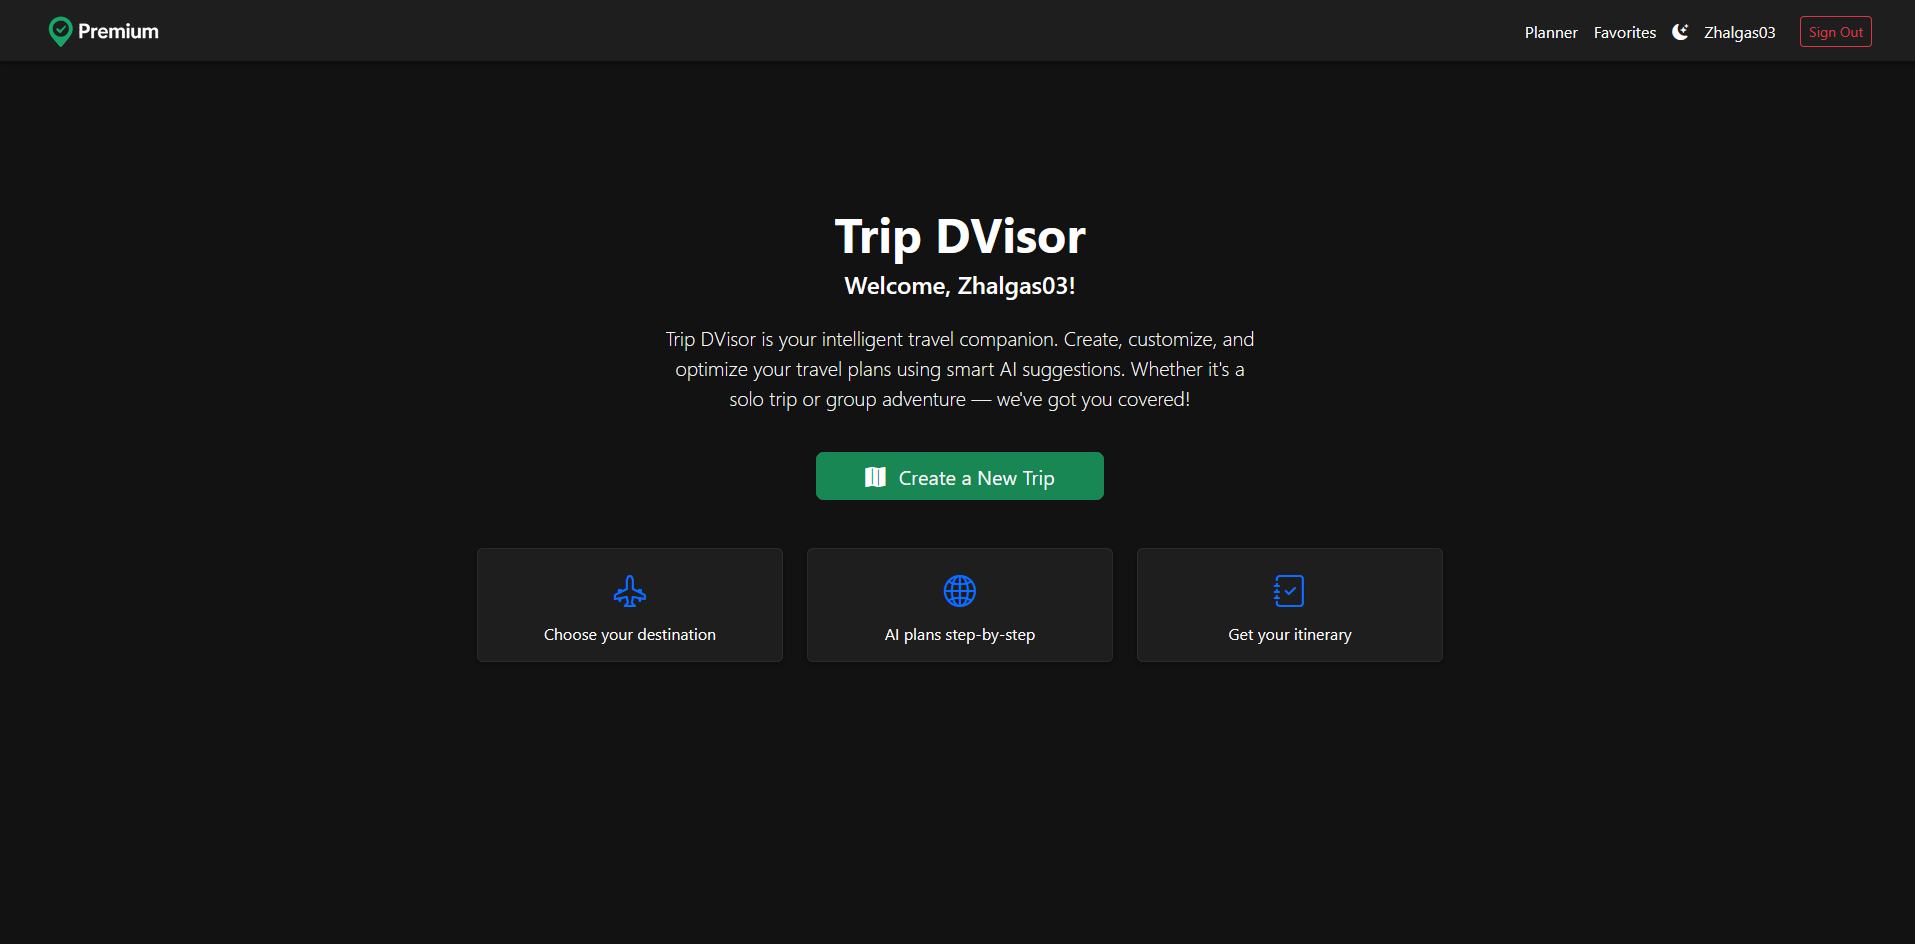 Premium
Planner Favorites Zhalgas03 Sign Out
Trip DVisor
Welcome, Zhalgas03!
Trip DVisor is your intelligent travel companion. Create, customize, and
optimize your travel plans using smart AI suggestions. Whether it's a
solo trip or group adventure — we've got you covered!
Create a New Trip
Choose your destination
AI plans step-by-step
Get your itinerary